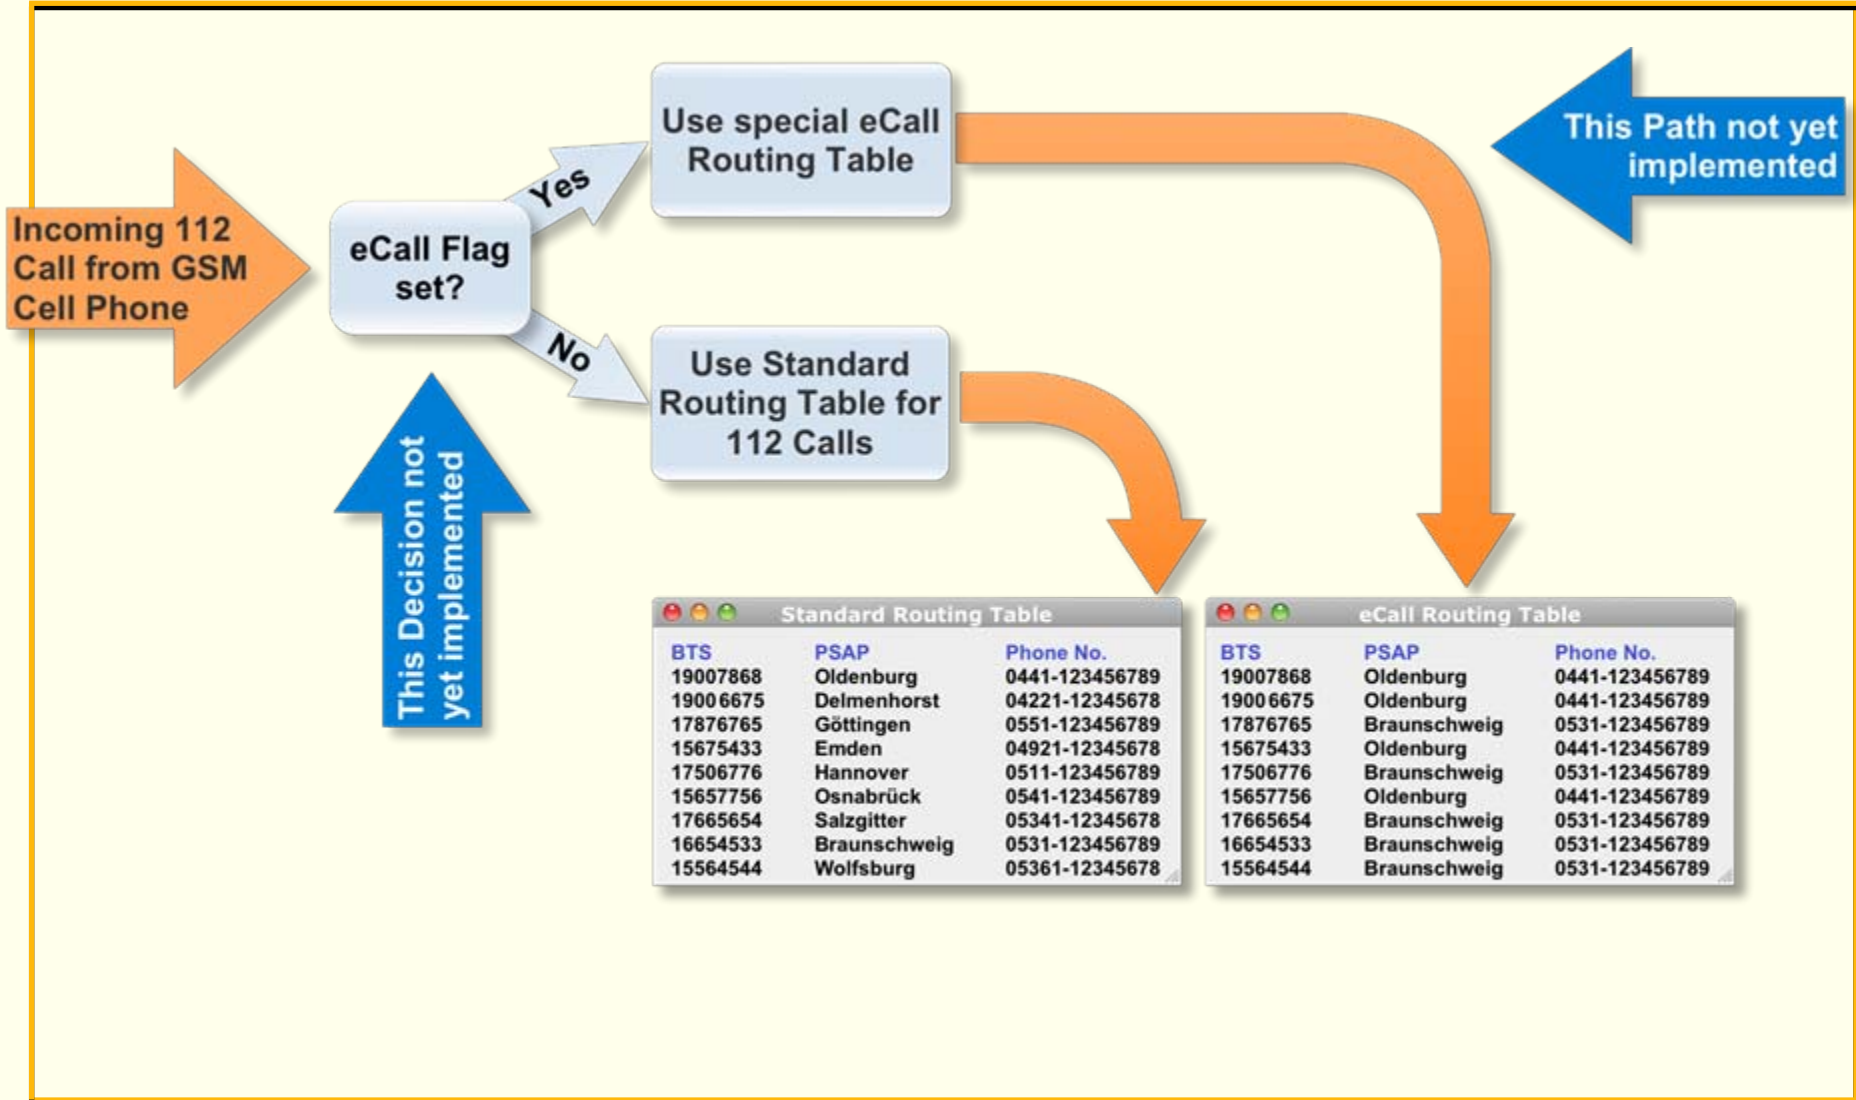 Incoming 112
Call from GSM
Cell Phone
eCall Flag
set?
Yes
No
Use special eCall
Routing Table
Use Standard
Routing Table for
112 Calls
This Path not yet
implemented
This Decision not
yet implemented
Standard Routing Table
BTS PSAP Phone No.
19007868 Oldenburg 0441-123456789
19006675 Delmenhorst 04221-12345678
17876765 Göttingen 0551-123456789
15675433 Emden 04921-12345678
17506776 Hannover 0511-123456789
15657756 Osnabrück 0541-123456789
17665654 Salzgitter 05341-12345678
16654533 Braunschweig 0531-123456789
15564544 Wolfsburg 05361-12345678
eCall Routing Table
BTS PSAP Phone No.
19007868 Oldenburg 0441-123456789
19006675 Oldenburg 0441-123456789
17876765 Braunschweig 0531-123456789
15675433 Oldenburg 0441-123456789
17506776 Braunschweig 0531-123456789
15657756 Oldenburg 0441-123456789
17665654 Braunschweig 0531-123456789
16654533 Braunschweig 0531-123456789
15564544 Braunschweig 0531-123456789